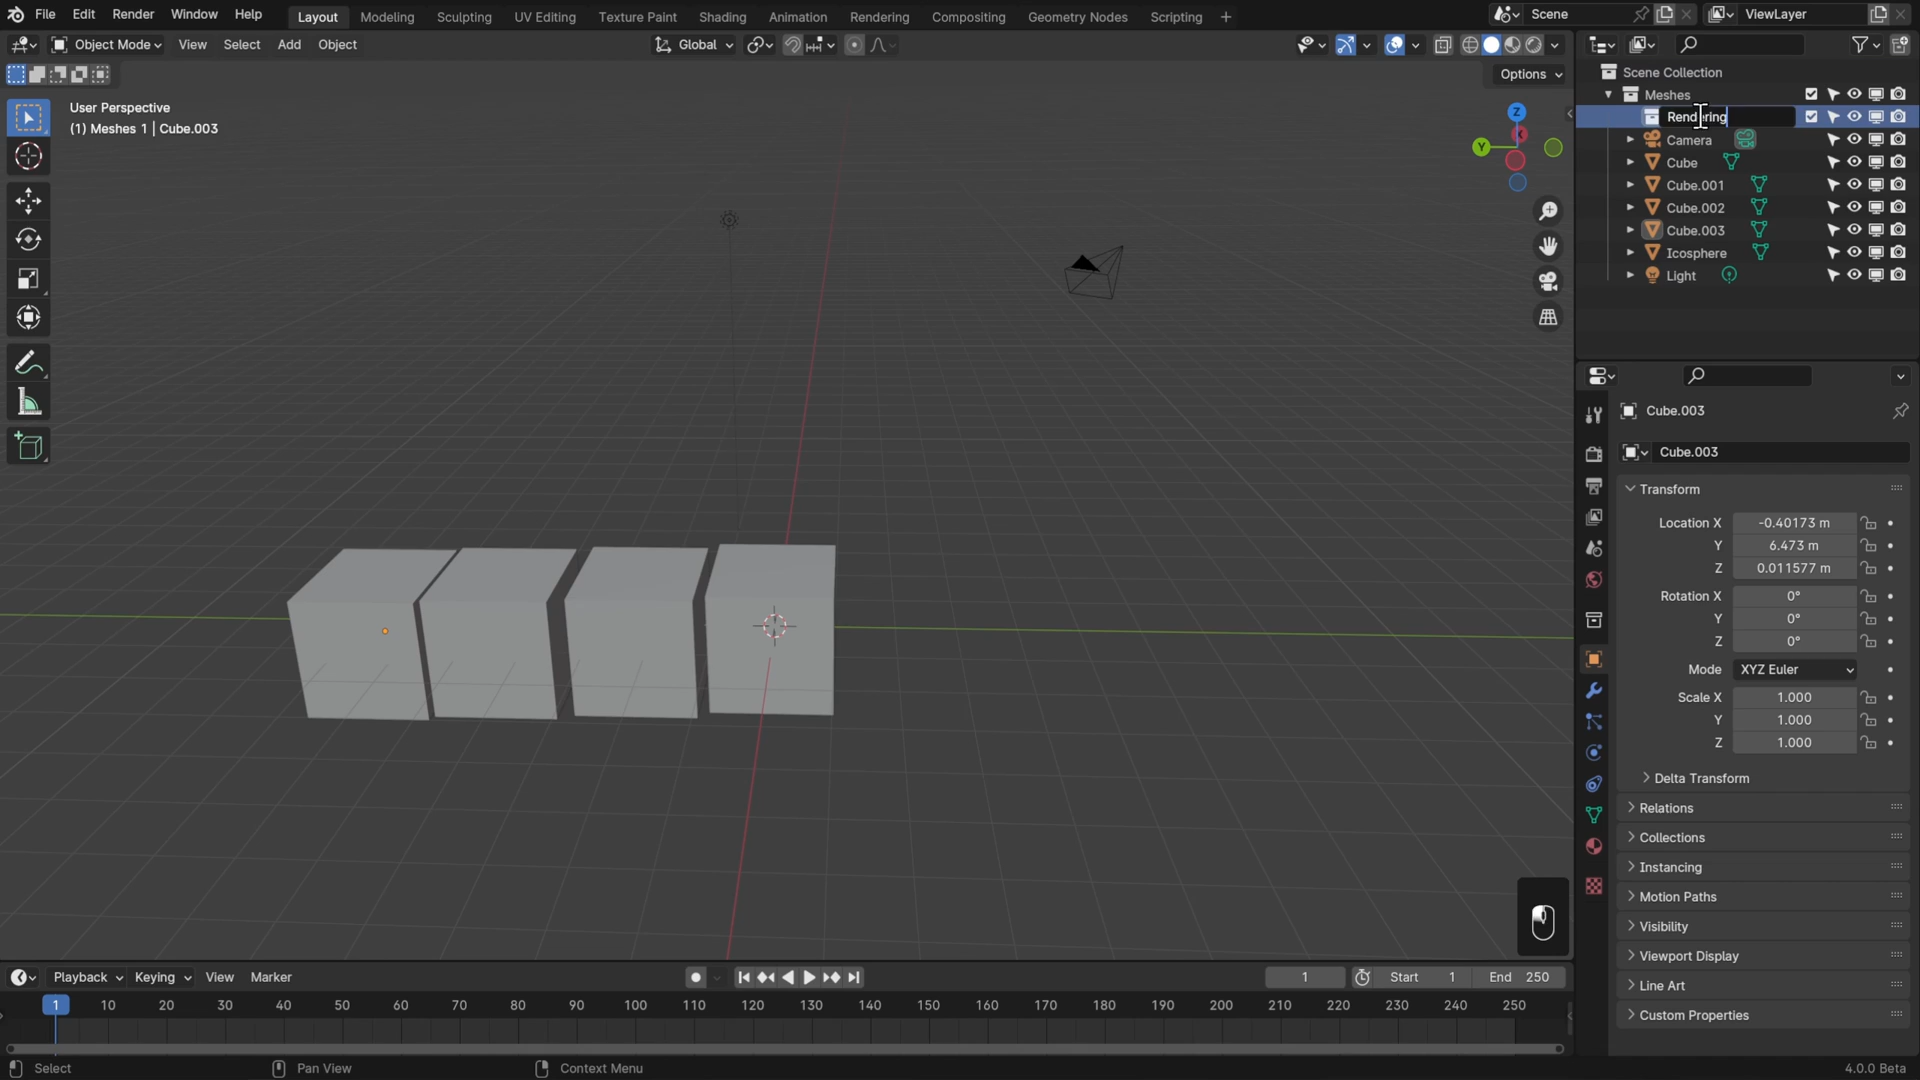 File Edit Render Window Help Layout Modeling Sculpting UV Editing Texture Paint Shading Animation Rendering Compositing Geometry Nodes Scripting + Scene ViewLayer
Object Mode View Select Add Object Global
Options
User Perspective
(1) Meshes 1 | Cube.003
Z
X
Y
Scene Collection
Meshes
Rendering
Camera
Cube
Cube.001
Cube.002
Cube.003
Icosphere
Light
Cube.003
Cube.003
Transform
Location X -0.40173 m
Y 6.473 m
Z 0.011577 m
Rotation X 0°
Y 0°
Z 0°
Mode XYZ Euler
Scale X 1.000
Y 1.000
Z 1.000
Delta Transform
Relations
Collections
Instancing
Motion Paths
Visibility
Viewport Display
Line Art
Custom Properties
Playback Keying View Marker 1 Start 1 End 250
1 10 20 30 40 50 60 70 80 90 100 110 120 130 140 150 160 170 180 190 200 210 220 230 240 250
Select Pan View Context Menu 4.0.0 Beta